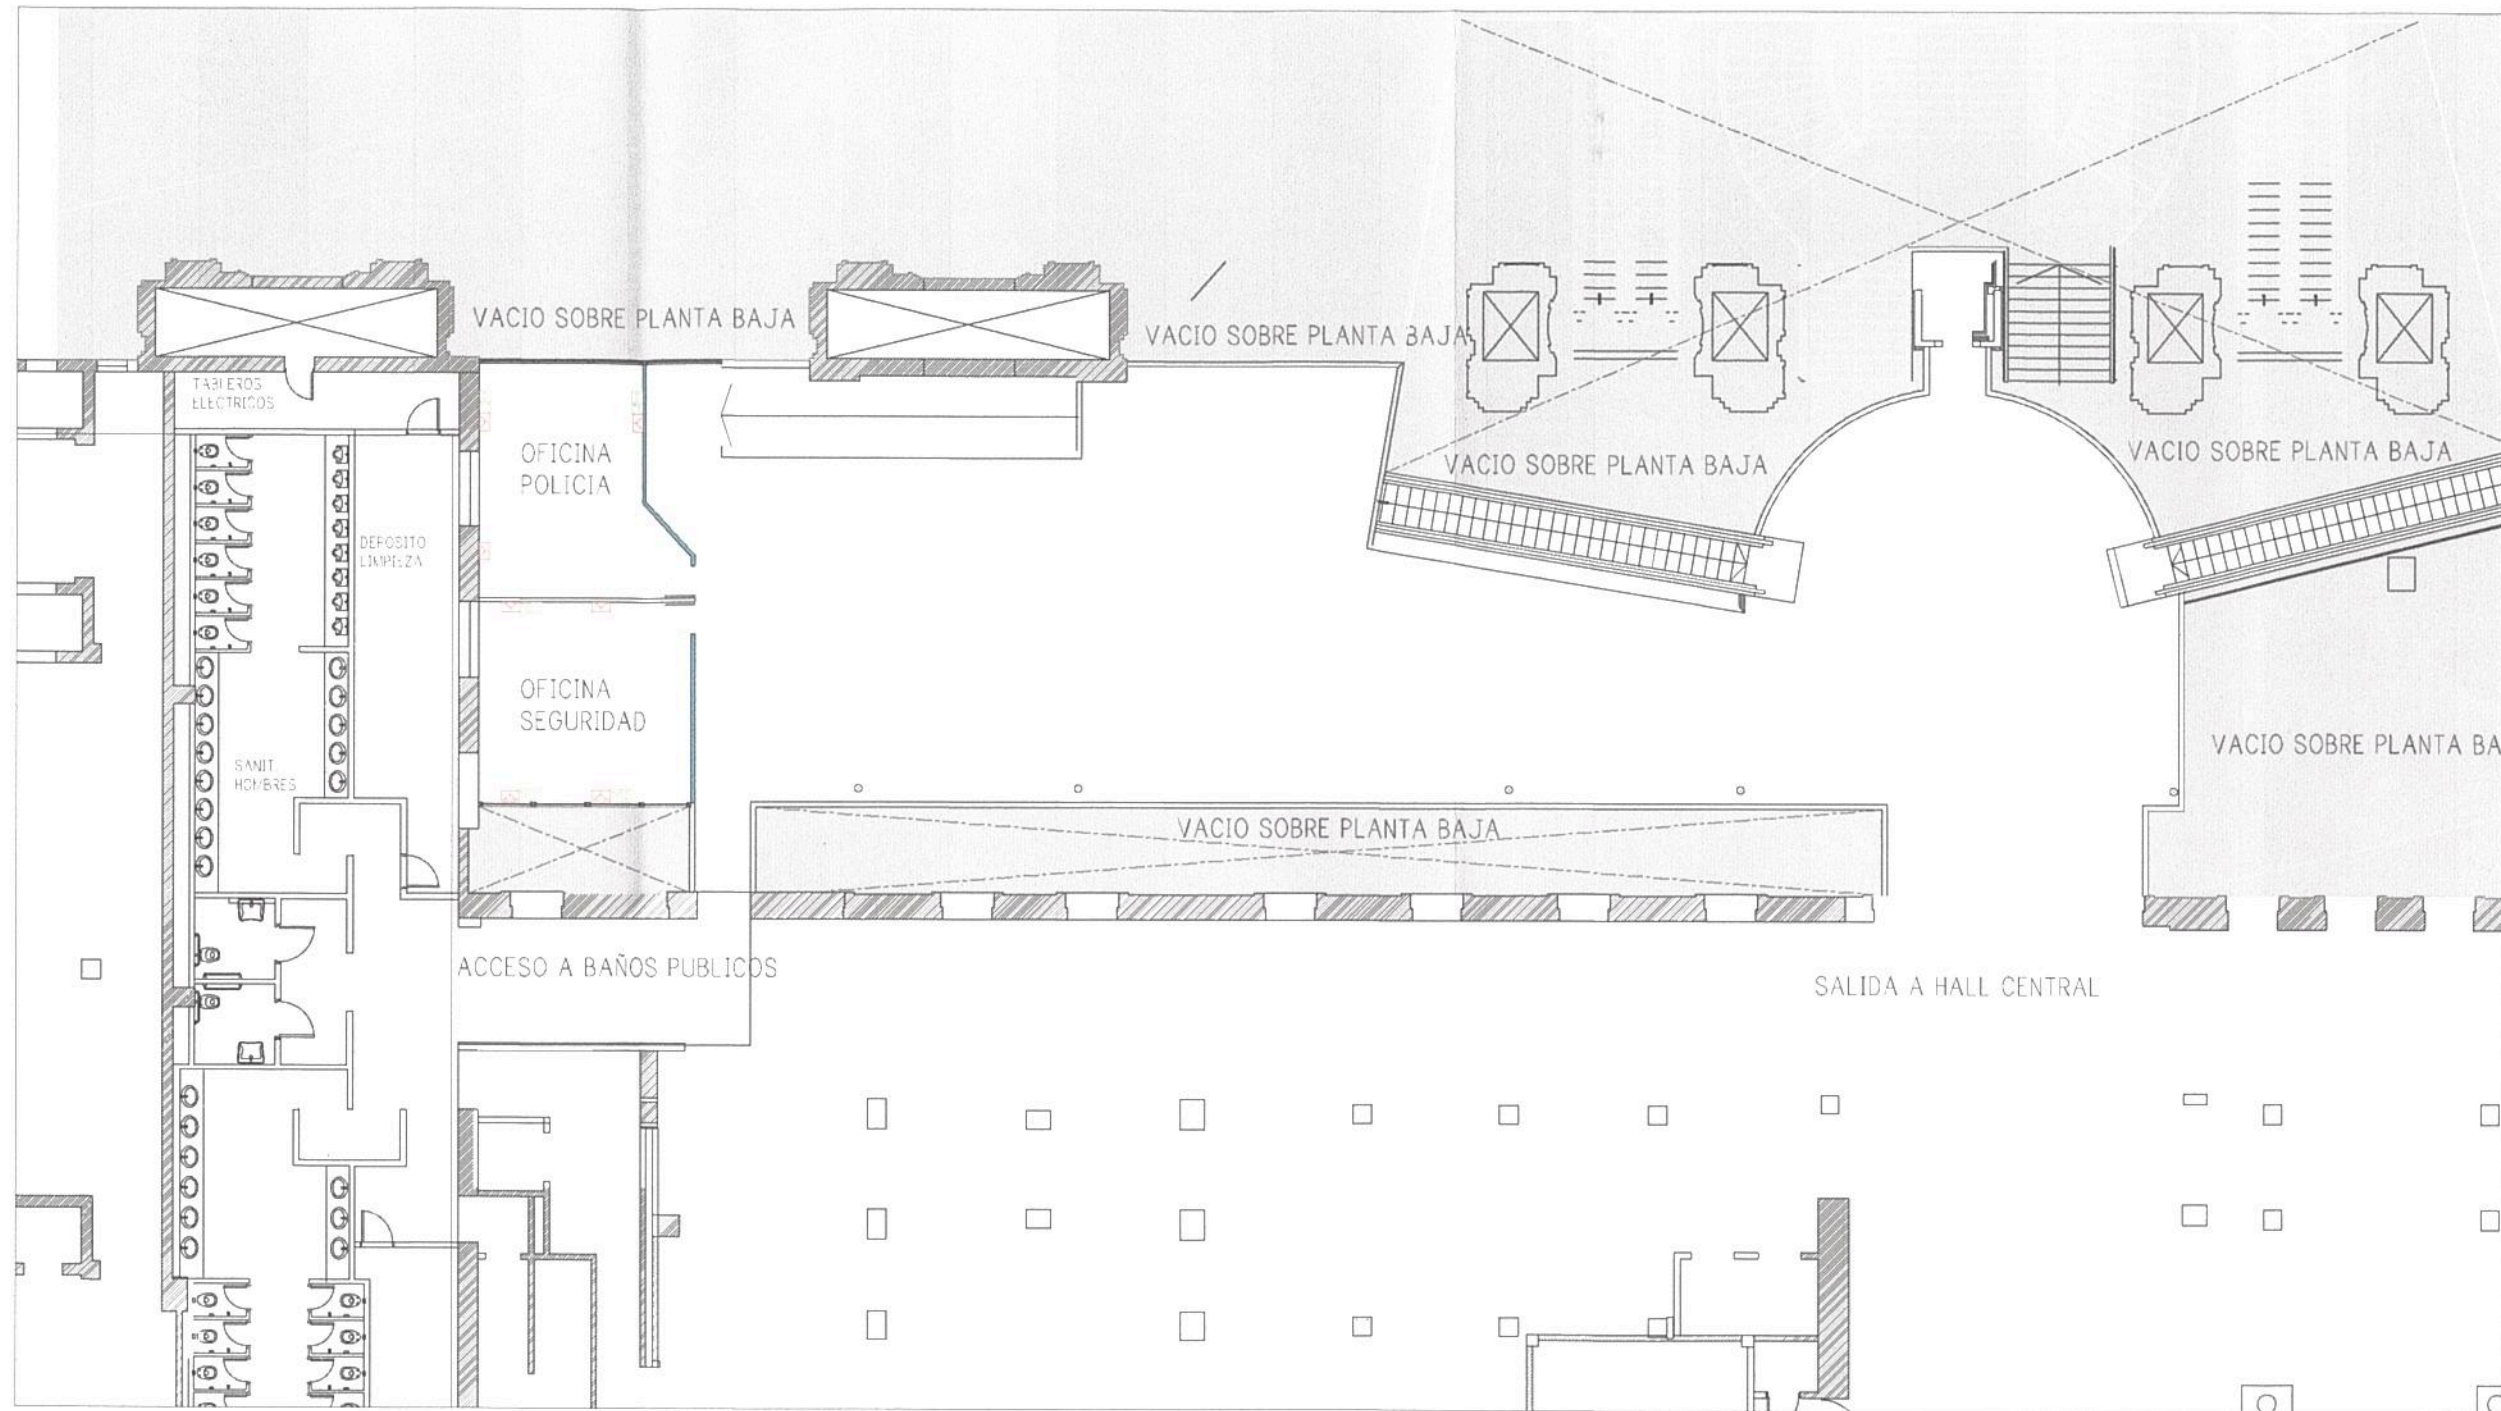 VACIO SOBRE PLANTA BAJA
VACIO SOBRE PLANTA BAJA
TABLEROS
ELECTRICOS
OFICINA
POLICIA
VACIO SOBRE PLANTA BAJA
VACIO SOBRE PLANTA BAJA
DEPOSITO
LIMPIEZA
OFICINA
SEGURIDAD
VACIO SOBRE PLANTA BA
SANIT
HOMBRES
VACIO SOBRE PLANTA BAJA
ACCESO A BAÑOS PUBLICOS
SALIDA A HALL CENTRAL